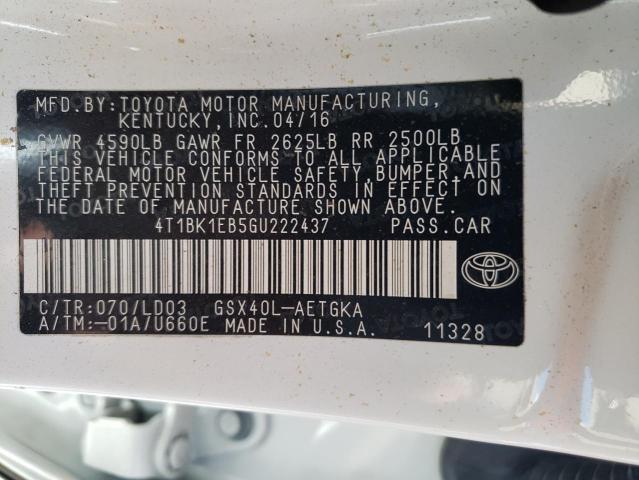 MFD.BY:TOYOTA MOTOR MANUFACTURING,
KENTUCKY,INC.04/16
GVWR 4590LB GAWR FR 2625LB RR 2500LB
THIS VEHICLE CONFORMS TO ALL APPLICABLE
FEDERAL MOTOR VEHICLE SAFETY,BUMPER,AND
THEFT PREVENTION STANDARDS IN EFFECT ON
THE DATE OF MANUFACTURE SHOWN ABOVE.
4T1BK1EB5GU222437 PASS.CAR
C/TR:070/LD03 GSX40L-AETGKA
A/TM:-01A/U660E MADE IN U.S.A. 11328